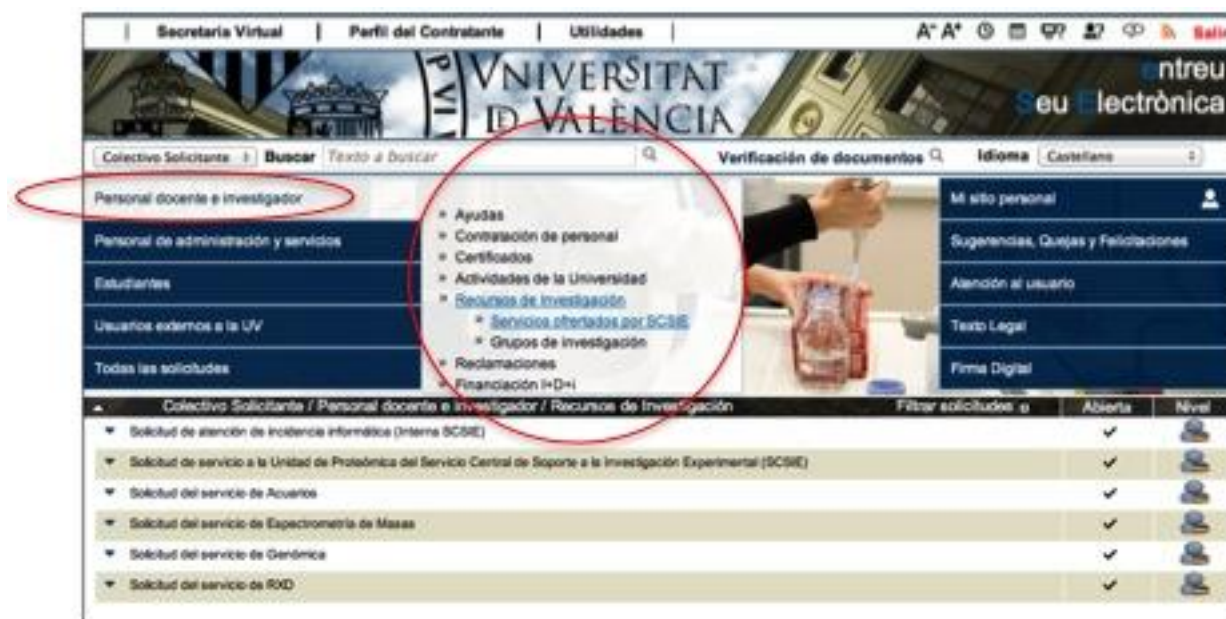 Secretaria Virtual | Perfil del Contratante | Utilidades | A- A+
VNIVERSITAT
ID VALÈNCIA
entreu
Seu Electrònica
Colectivo Solicitante Buscar Texto a buscar Verificación de documentos Idioma Castellano
Personal docente e investigador
Personal de administración y servicios
Estudiantes
Usuarios externos a la UV
Todas las solicitudes
Ayudas
Contratación de personal
Certificados
Actividades de la Universidad
Recursos de Investigación
Servicios ofertados por SCSIE
Grupos de investigación
Reclamaciones
Financiación I+D+i
Mi sitio personal
Sugerencias, Quejas y Felicitaciones
Atención al usuario
Texto Legal
Firma Digital
Colectivo Solicitante / Personal docente e investigador / Recursos de Investigación Filtrar solicitudes Abierta Nivel
Solicitud de atención de incidencia informática (Interna SCSIE)
Solicitud de servicio a la Unidad de Proteómica del Servicio Central de Soporte a la Investigación Experimental (SCSIE)
Solicitud del servicio de Acuarios
Solicitud del servicio de Espectrometría de Masas
Solicitud del servicio de Genómica
Solicitud del servicio de RXD